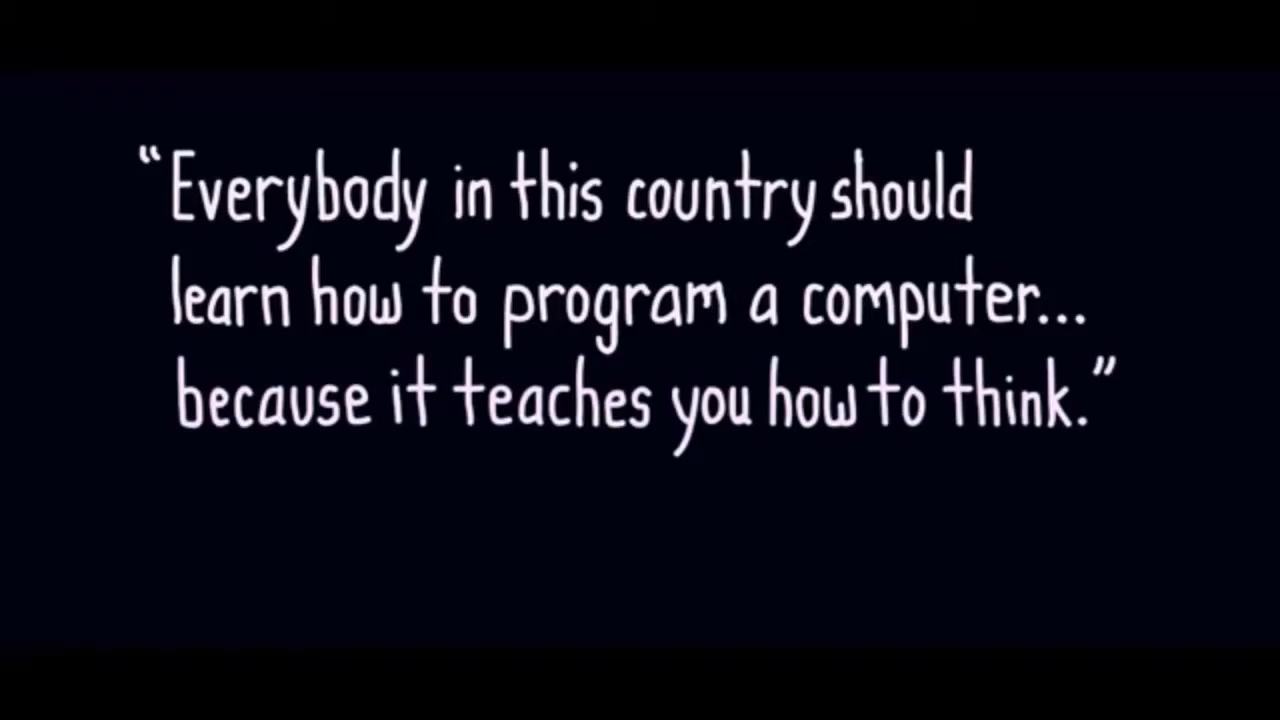 “Everybody in this country should
learn how to program a computer...
because it teaches you how to think.”